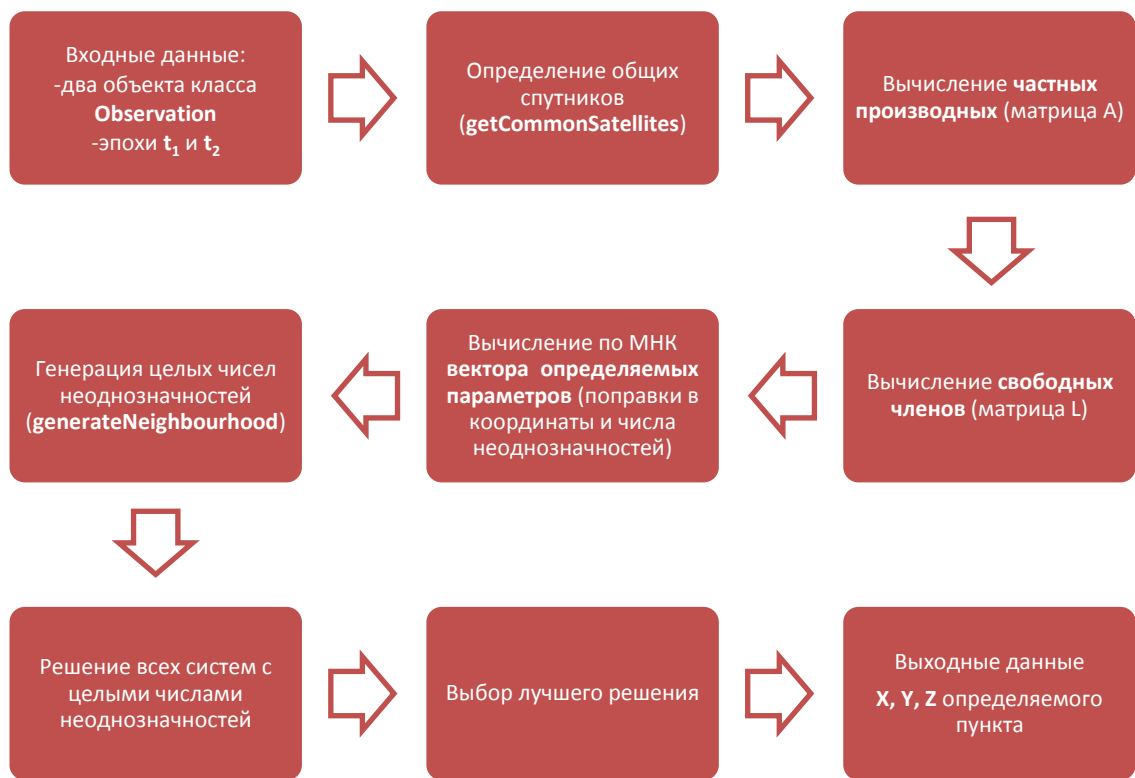 Входные данные:
-два объекта класса
Observation
-эпохи t₁ и t₂
Определение общих
спутников
(getCommonSatellites)
Вычисление частных
производных (матрица А)
Вычисление свободных
членов (матрица L)
Вычисление по МНК
вектора определяемых
параметров (поправки в
координаты и числа
неоднозначностей)
Генерация целых чисел
неоднозначностей
(generateNeighbourhood)
Решение всех систем с
целыми числами
неоднозначностей
Выбор лучшего решения
Выходные данные
X, Y, Z определяемого
пункта